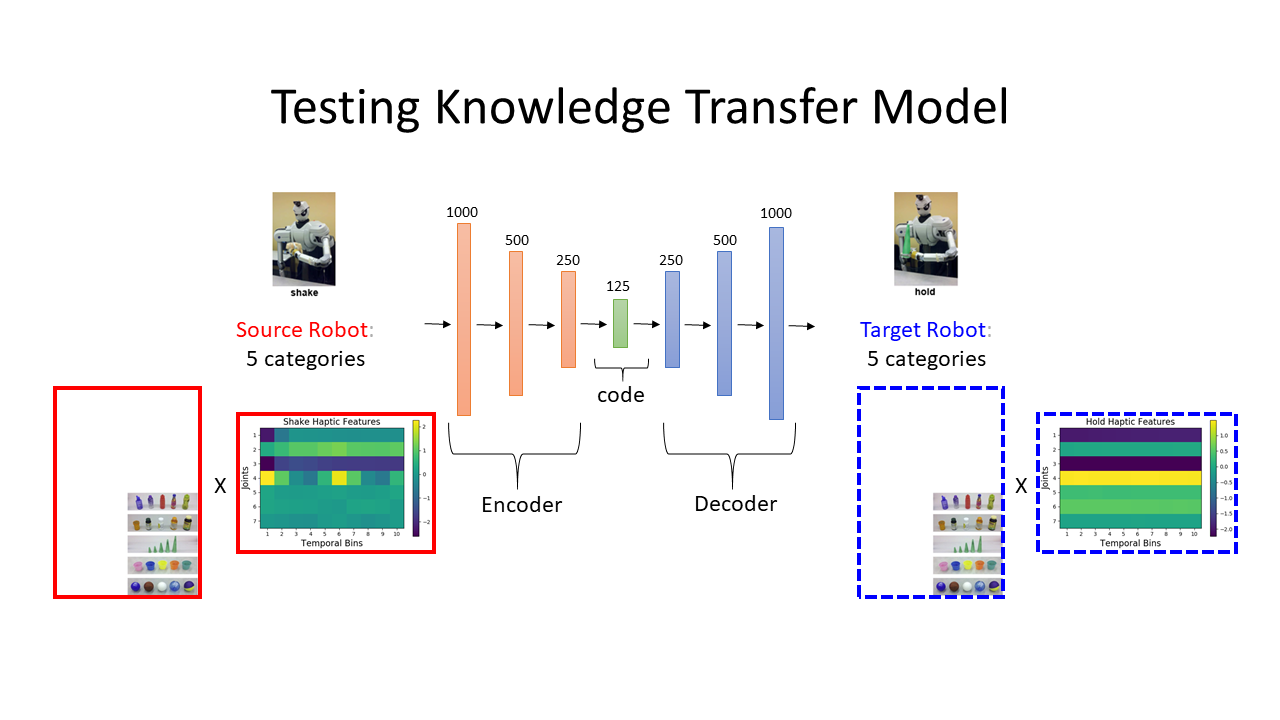 Testing Knowledge Transfer Model
shake
Source Robot:
5 categories
1000
500
250
125
250
500
1000
code
Encoder
Decoder
hold
Target Robot:
5 categories
X
Shake Haptic Features
Joints
1
2
3
4
5
6
7
1 2 3 4 5 6 7 8 9 10
Temporal Bins
2
1
0
−1
−2
X
Hold Haptic Features
Joints
1
2
3
4
5
6
7
1 2 3 4 5 6 7 8 9 10
Temporal Bins
1.0
0.5
0.0
−0.5
−1.0
−1.5
−2.0